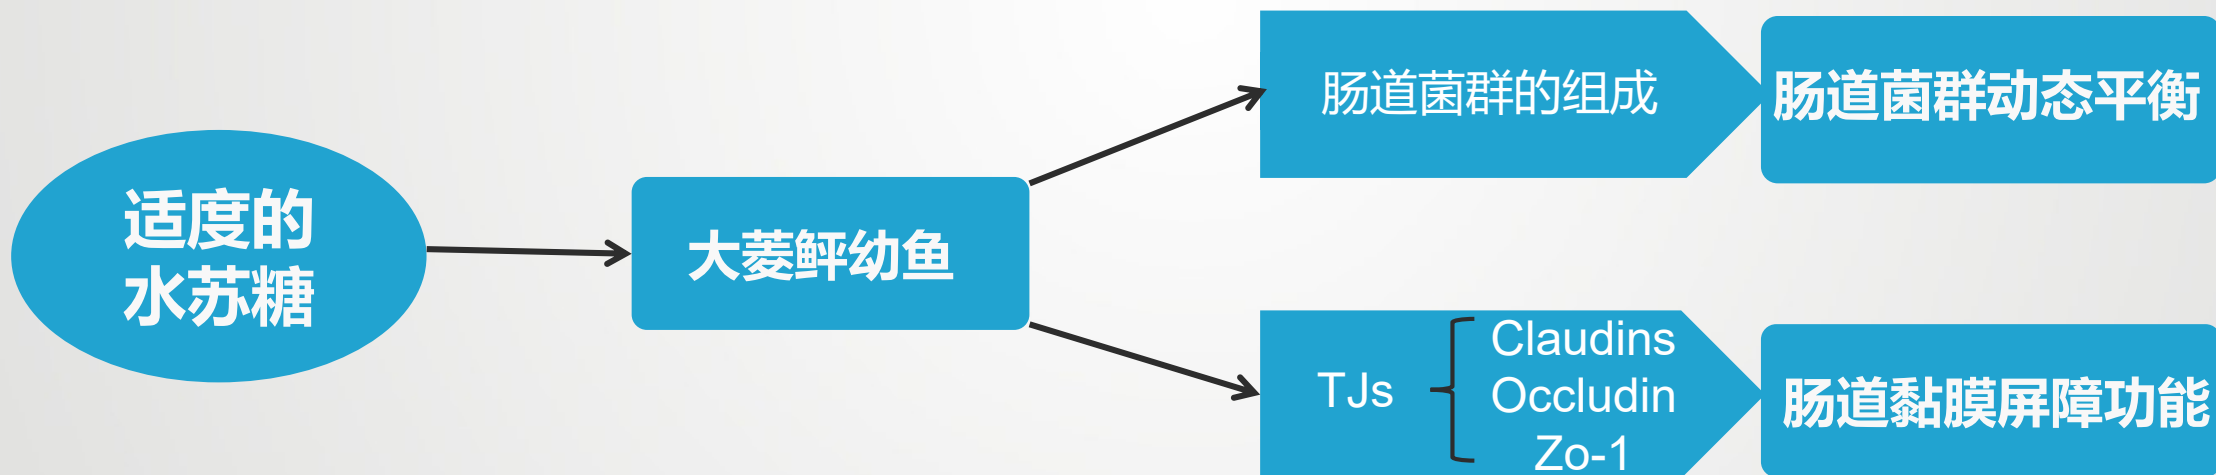 适度的
水苏糖
大菱鲆幼鱼
肠道菌群的组成
肠道菌群动态平衡
TJs
Claudins
Occludin
Zo-1
肠道黏膜屏障功能